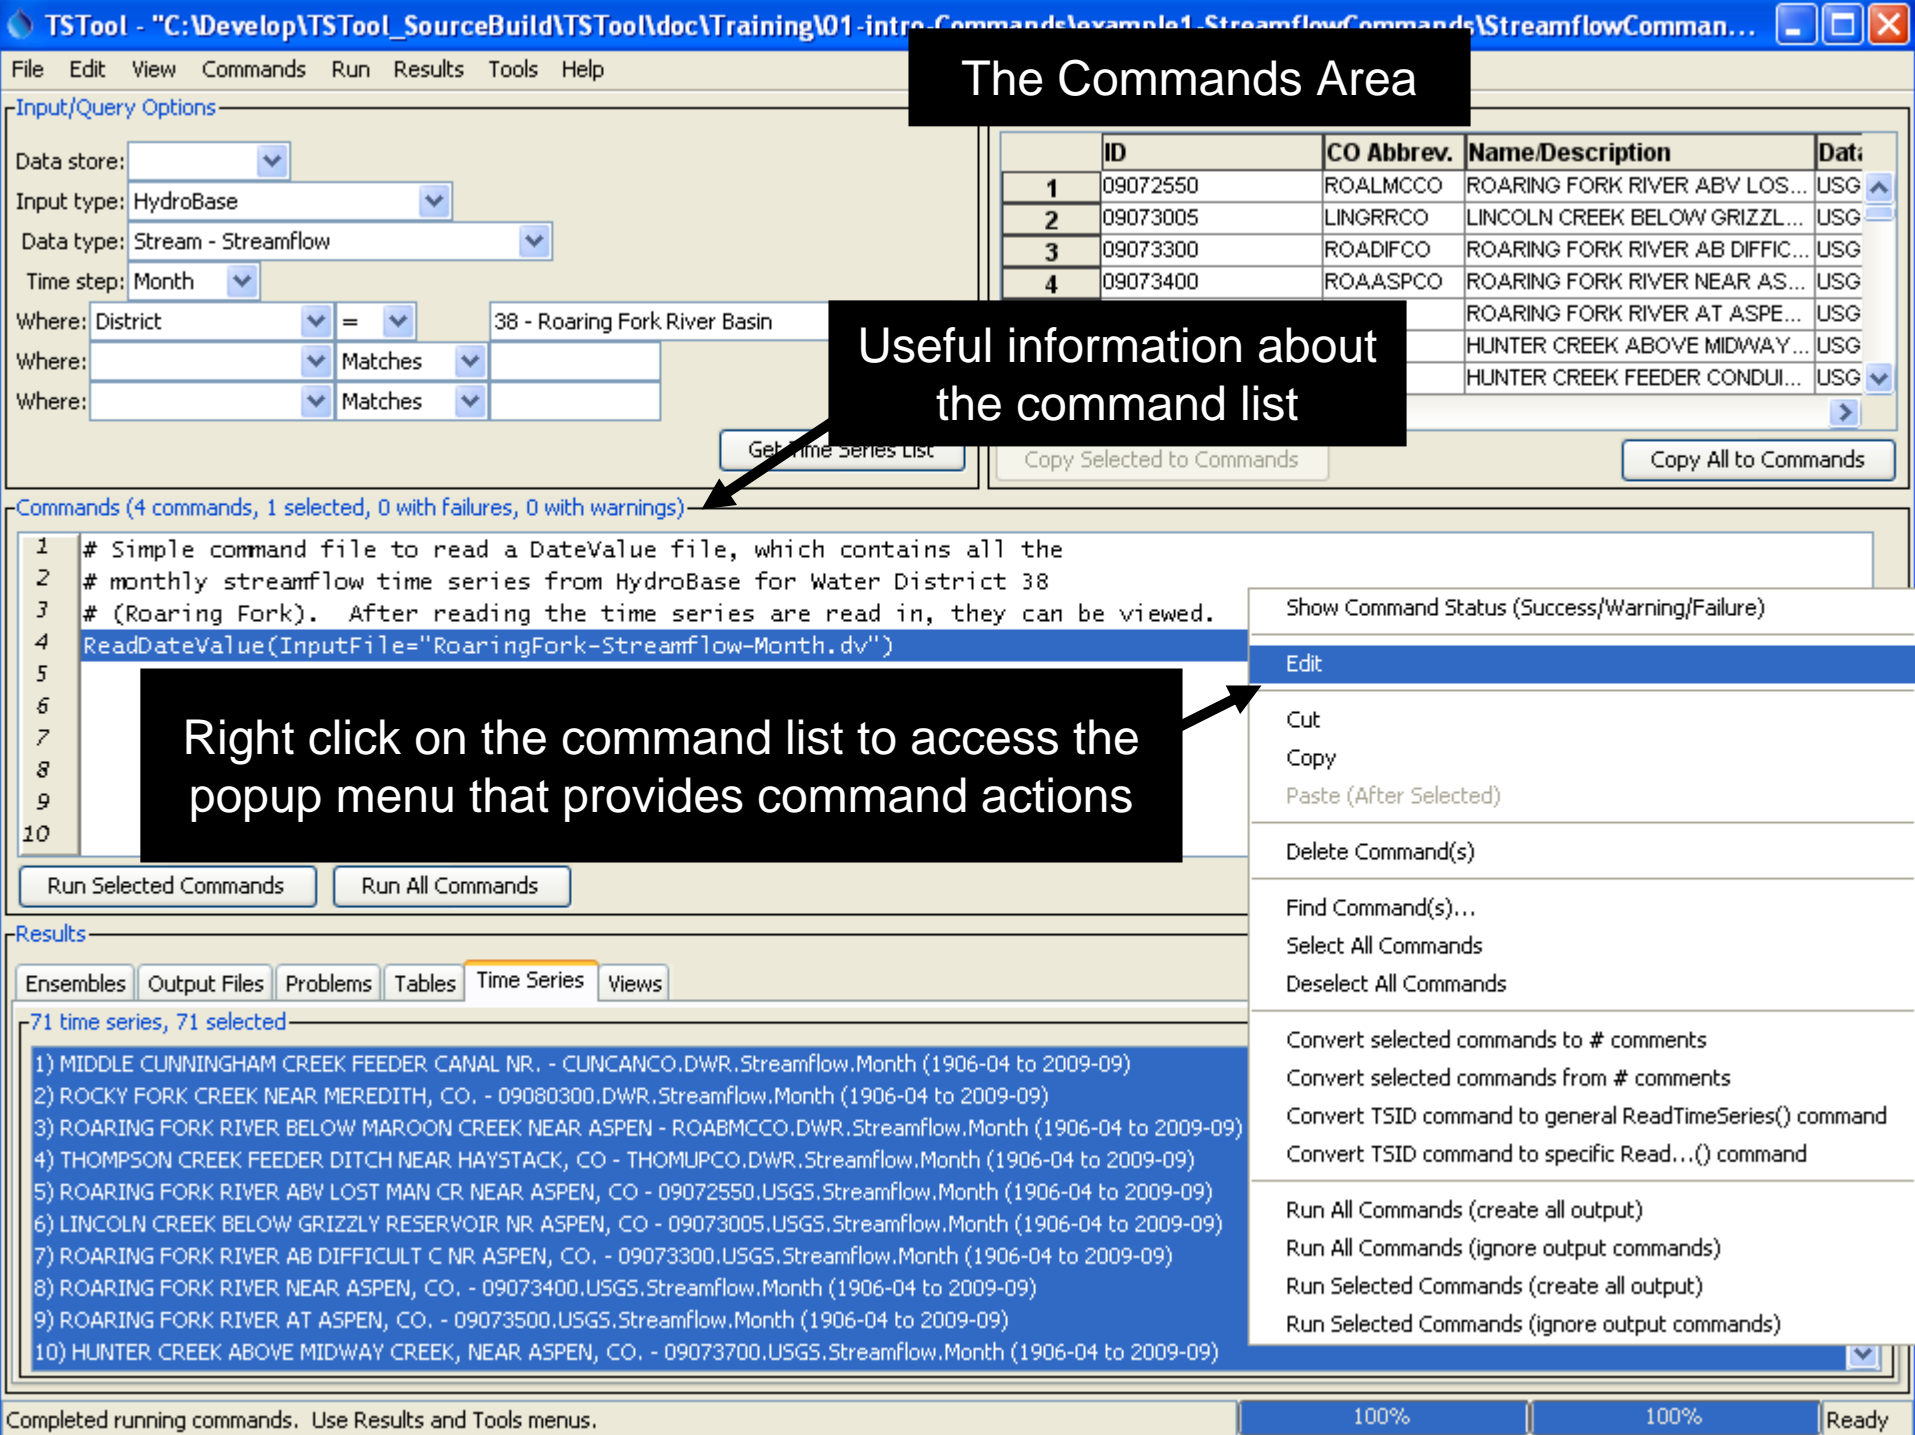 TSTool - "C:\Develop\TSTool_SourceBuild\TSTool\doc\Training\01-intro-Commands\example1-StreamflowCommands\StreamflowComman...
File Edit View Commands Run Results Tools Help
The Commands Area
Input/Query Options
Data store:
Input type: HydroBase
Data type: Stream - Streamflow
Time step: Month
Where: District = 38 - Roaring Fork River Basin
Where: Matches
Where: Matches
Get Time Series List
ID CO Abbrev. Name/Description Data
1 09072550 ROALMCCO ROARING FORK RIVER ABV LOS... USG
2 09073005 LINGRRCO LINCOLN CREEK BELOW GRIZZL... USG
3 09073300 ROADIFCO ROARING FORK RIVER AB DIFFIC... USG
4 09073400 ROAASPCO ROARING FORK RIVER NEAR AS... USG
ROARING FORK RIVER AT ASPE... USG
HUNTER CREEK ABOVE MIDWAY... USG
HUNTER CREEK FEEDER CONDUI... USG
Useful information about
the command list
Copy Selected to Commands
Copy All to Commands
Commands (4 commands, 1 selected, 0 with failures, 0 with warnings)
1 # Simple command file to read a DateValue file, which contains all the
2 # monthly streamflow time series from HydroBase for Water District 38
3 # (Roaring Fork).  After reading the time series are read in, they can be viewed.
4 ReadDateValue(InputFile="RoaringFork-Streamflow-Month.dv")
5
6
7
8
9
10
Right click on the command list to access the
popup menu that provides command actions
Show Command Status (Success/Warning/Failure)
Edit
Cut
Copy
Paste (After Selected)
Delete Command(s)
Find Command(s)...
Select All Commands
Deselect All Commands
Convert selected commands to # comments
Convert selected commands from # comments
Convert TSID command to general ReadTimeSeries() command
Convert TSID command to specific Read...() command
Run All Commands (create all output)
Run All Commands (ignore output commands)
Run Selected Commands (create all output)
Run Selected Commands (ignore output commands)
Run Selected Commands
Run All Commands
Results
Ensembles Output Files Problems Tables Time Series Views
71 time series, 71 selected
1) MIDDLE CUNNINGHAM CREEK FEEDER CANAL NR. - CUNCANCO.DWR.Streamflow.Month (1906-04 to 2009-09)
2) ROCKY FORK CREEK NEAR MEREDITH, CO. - 09080300.DWR.Streamflow.Month (1906-04 to 2009-09)
3) ROARING FORK RIVER BELOW MAROON CREEK NEAR ASPEN - ROABMCCO.DWR.Streamflow.Month (1906-04 to 2009-09)
4) THOMPSON CREEK FEEDER DITCH NEAR HAYSTACK, CO - THOMUPCO.DWR.Streamflow.Month (1906-04 to 2009-09)
5) ROARING FORK RIVER ABV LOST MAN CR NEAR ASPEN, CO - 09072550.USGS.Streamflow.Month (1906-04 to 2009-09)
6) LINCOLN CREEK BELOW GRIZZLY RESERVOIR NR ASPEN, CO - 09073005.USGS.Streamflow.Month (1906-04 to 2009-09)
7) ROARING FORK RIVER AB DIFFICULT C NR ASPEN, CO. - 09073300.USGS.Streamflow.Month (1906-04 to 2009-09)
8) ROARING FORK RIVER NEAR ASPEN, CO. - 09073400.USGS.Streamflow.Month (1906-04 to 2009-09)
9) ROARING FORK RIVER AT ASPEN, CO. - 09073500.USGS.Streamflow.Month (1906-04 to 2009-09)
10) HUNTER CREEK ABOVE MIDWAY CREEK, NEAR ASPEN, CO. - 09073700.USGS.Streamflow.Month (1906-04 to 2009-09)
Completed running commands.  Use Results and Tools menus.
100% 100% Ready